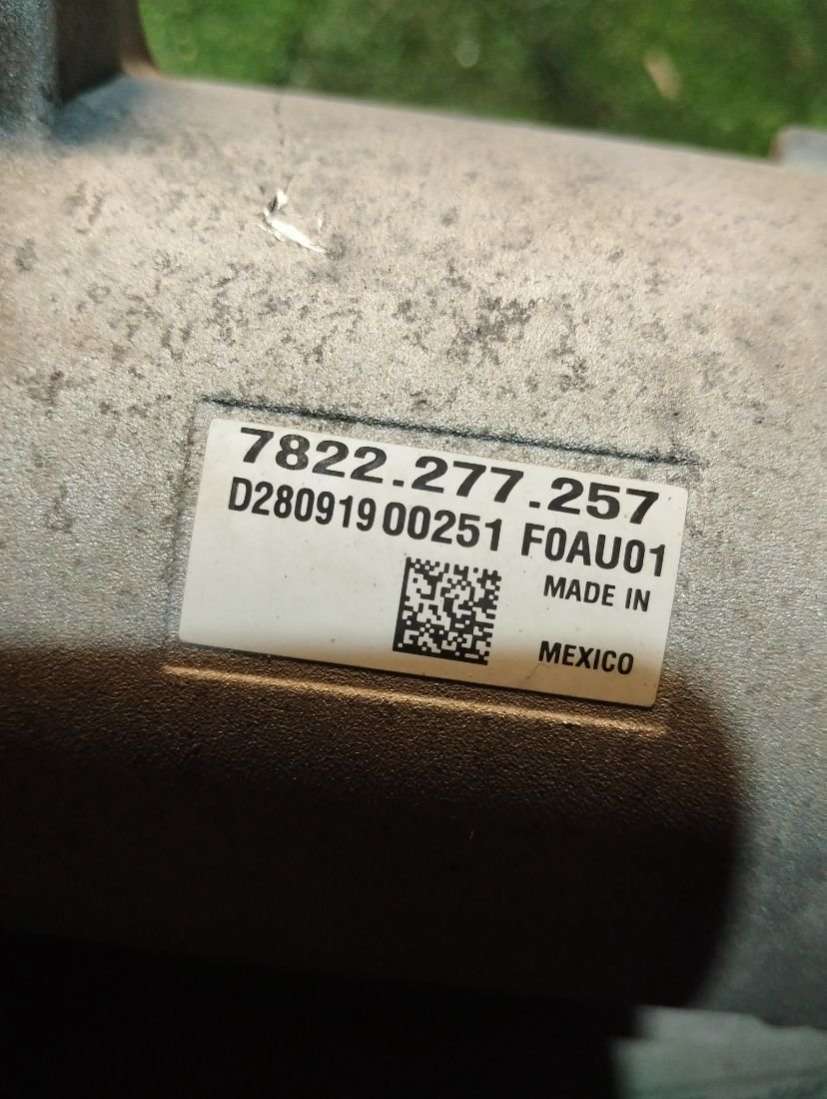 7822.277.257
D280919 00251 F0AU01
MADE IN
MEXICO